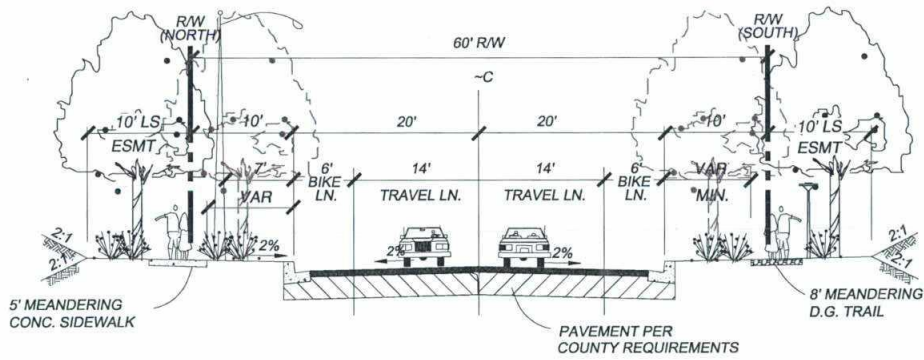 R/W
(NORTH)
R/W
(SOUTH)
60' R/W
~C
10' LS
ESMT
10'
20'
20'
10'
10' LS
ESMT
7'
VAR
6'
BIKE
LN.
14'
TRAVEL LN.
14'
TRAVEL LN.
6'
BIKE
LN.
VAR
MIN.
2:1
2:1
2%
2%
2%
2:1
2:1
5' MEANDERING
CONC. SIDEWALK
8' MEANDERING
D.G. TRAIL
PAVEMENT PER
COUNTY REQUIREMENTS